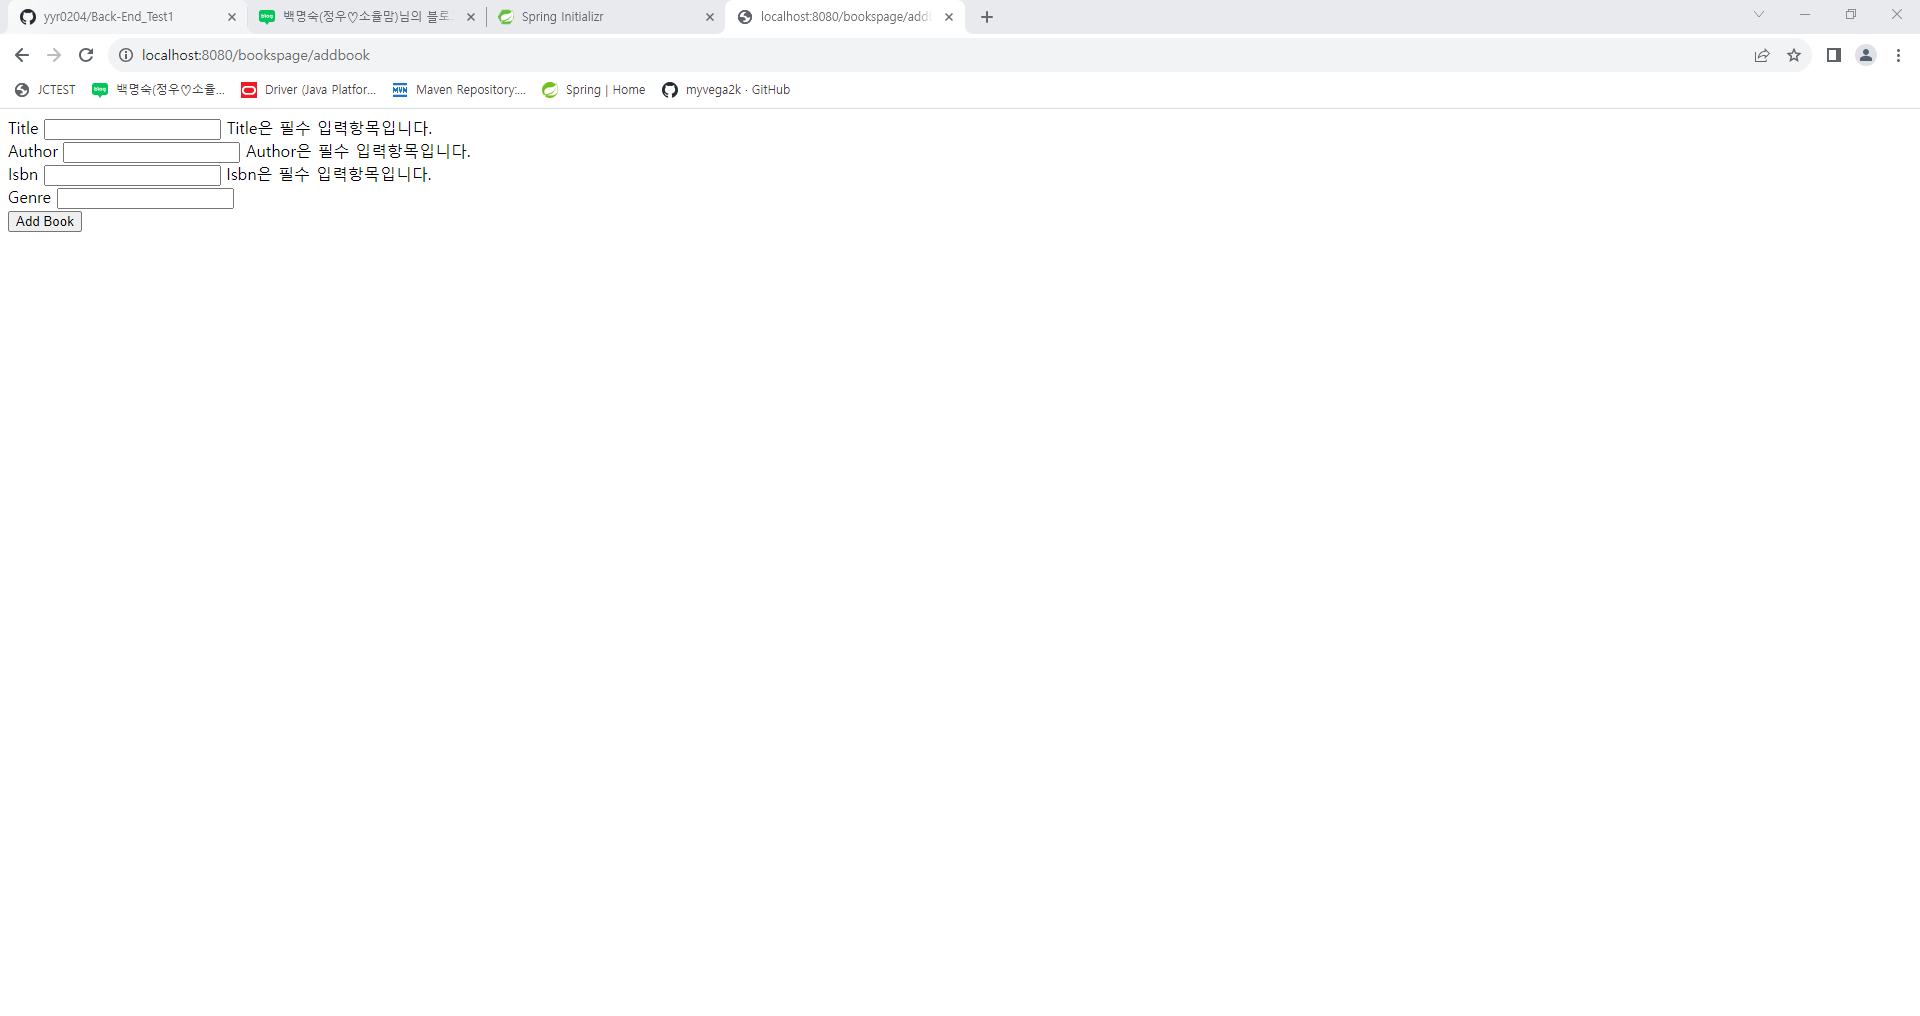 yyr0204/Back-End_Test1
백명숙(정우♡소율맘)님의 블로
Spring Initializr
localhost:8080/bookspage/add
localhost:8080/bookspage/addbook
JCTEST
blog 백명숙(정우♡소율...
Driver (Java Platfor...
MVN Maven Repository:...
Spring | Home
myvega2k · GitHub
Title Title은 필수 입력항목입니다.
Author Author은 필수 입력항목입니다.
Isbn Isbn은 필수 입력항목입니다.
Genre
Add Book